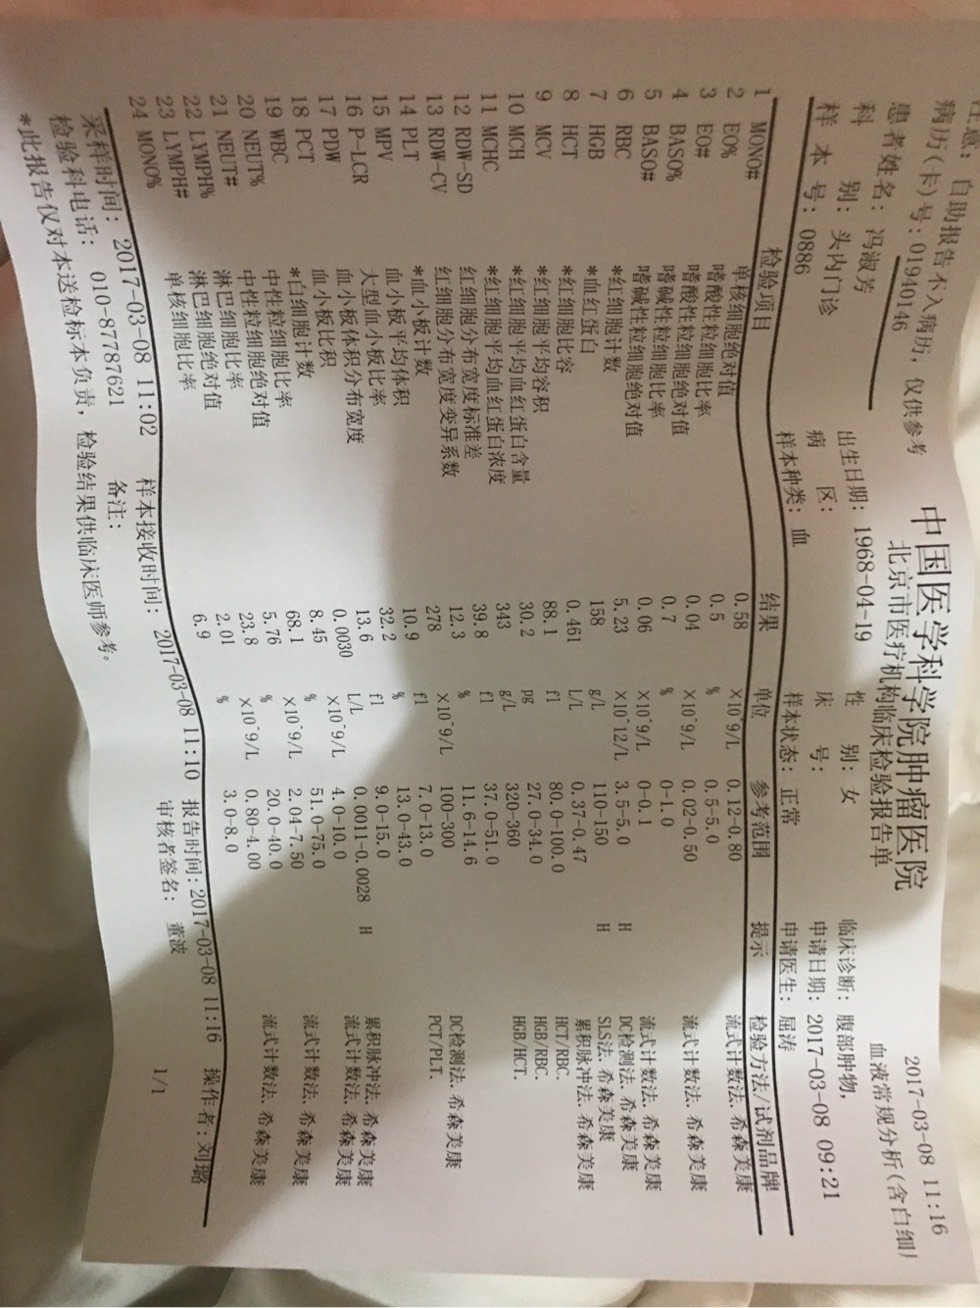 注意: 自助报告不入病历, 仅供参考
2017-03-08 11:16
中国医学科学院肿瘤医院
血液常规分析(含白细
病历(卡)号: 01940146
北京市医疗机构临床检验报告单
患者姓名: 冯淑芳 出生日期: 1968-04-19 性 别: 女 临床诊断: 腹部肿物,
科 别: 头内门诊 病 区: 床 号: 申请日期: 2017-03-08 09:21
样 本 号: 0886 样本种类: 血 样本状态: 正常 申请医生: 屈涛
检验项目 结果 单位 参考范围 提示 检验方法/试剂品牌
1 MONO# 单核细胞绝对值 0.58 ×10^9/L 0.12-0.80 流式计数法.希森美康
2 EO% 嗜酸性粒细胞比率 0.5 % 0.5-5.0
3 EO# 嗜酸性粒细胞绝对值 0.04 ×10^9/L 0.02-0.50 流式计数法.希森美康
4 BASO% 嗜碱性粒细胞比率 0.7 % 0-1.0
5 BASO# 嗜碱性粒细胞绝对值 0.06 ×10^9/L 0-0.1 流式计数法.希森美康
6 RBC *红细胞计数 5.23 ×10^12/L 3.5-5.0 H DC检测法.希森美康
7 HGB *血红蛋白 158 g/L 110-150 H SLS法.希森美康
8 HCT *红细胞比容 0.461 L/L 0.37-0.47 累积脉冲法.希森美康
9 MCV *红细胞平均容积 88.1 fl 80.0-100.0 HCT/RBC.
10 MCH *红细胞平均血红蛋白含量 30.2 pg 27.0-34.0 HGB/RBC.
11 MCHC *红细胞平均血红蛋白浓度 343 g/L 320-360 HGB/HCT.
12 RDW-SD 红细胞分布宽度标准差 39.8 fl 37.0-51.0
13 RDW-CV 红细胞分布宽度变异系数 12.3 % 11.6-14.6
14 PLT *血小板计数 278 ×10^9/L 100-300 DC检测法.希森美康
15 MPV 血小板平均体积 10.9 fl 7.0-13.0 PCT/PLT.
16 P-LCR 大型血小板比率 32.2 % 13.0-43.0
17 PDW 血小板体积分布宽度 13.6 fl 9.0-15.0
18 PCT 血小板比积 0.0030 L/L 0.0011-0.0028 H 累积脉冲法.希森美康
19 WBC *白细胞计数 8.45 ×10^9/L 4.0-10.0 流式计数法.希森美康
20 NEUT% 中性粒细胞比率 68.1 % 51.0-75.0
21 NEUT# 中性粒细胞绝对值 5.76 ×10^9/L 2.04-7.50 流式计数法.希森美康
22 LYMPH% 淋巴细胞比率 23.8 % 20.0-40.0
23 LYMPH# 淋巴细胞绝对值 2.01 ×10^9/L 0.80-4.00 流式计数法.希森美康
24 MONO% 单核细胞比率 6.9 % 3.0-8.0
采样时间: 2017-03-08 11:02 样本接收时间: 2017-03-08 11:10 报告时间: 2017-03-08 11:16 操作者: 刘璐
检验科电话: 010-87787621 备注: 审核者签名: 董波
*此报告仅对本送检标本负责, 检验结果供临床医师参考。 1/1